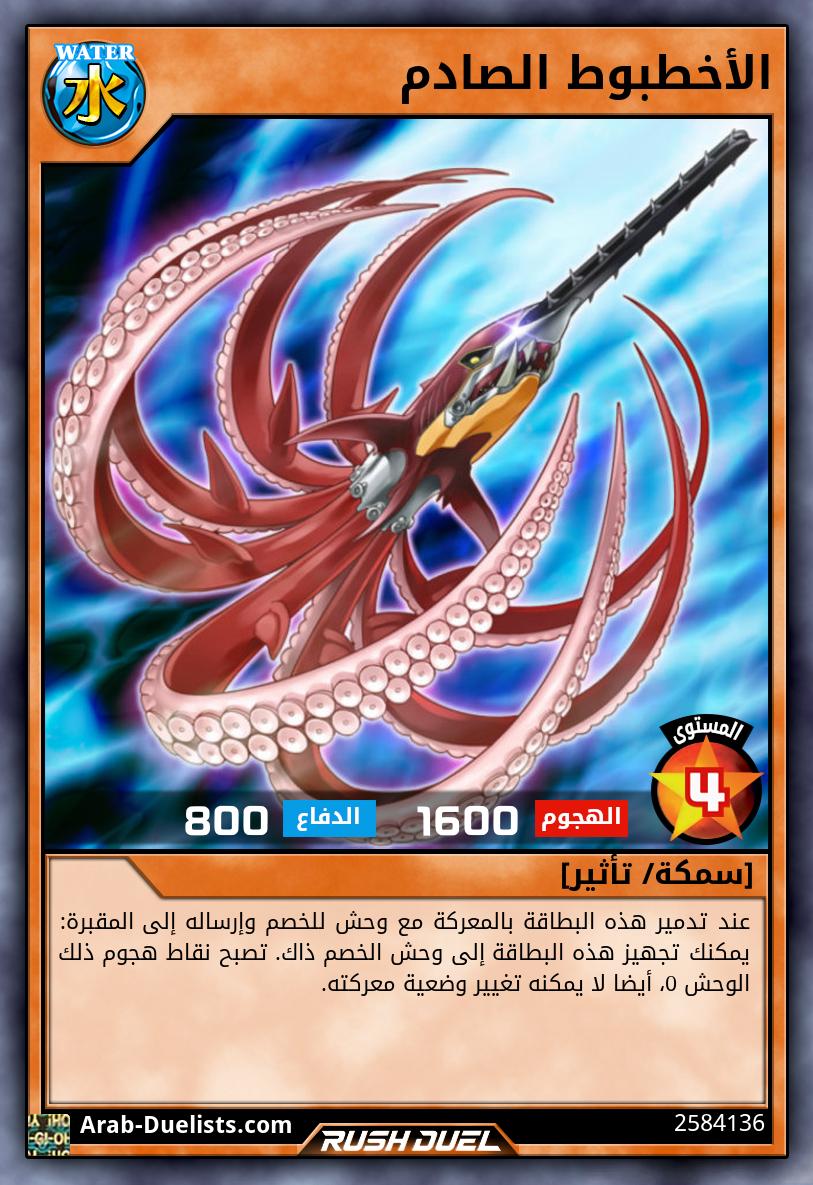 WATER
水
الأخطبوط الصادم
المستوى
4
الهجوم 1600 الدفاع 800
[سمكة/ تأثير]
عند تدمير هذه البطاقة بالمعركة مع وحش للخصم وإرساله إلى المقبرة:
يمكنك تجهيز هذه البطاقة إلى وحش الخصم ذاك. تصبح نقاط هجوم ذلك
الوحش 0، أيضا لا يمكنه تغيير وضعية معركته.
Arab-Duelists.com
RUSH DUEL
2584136